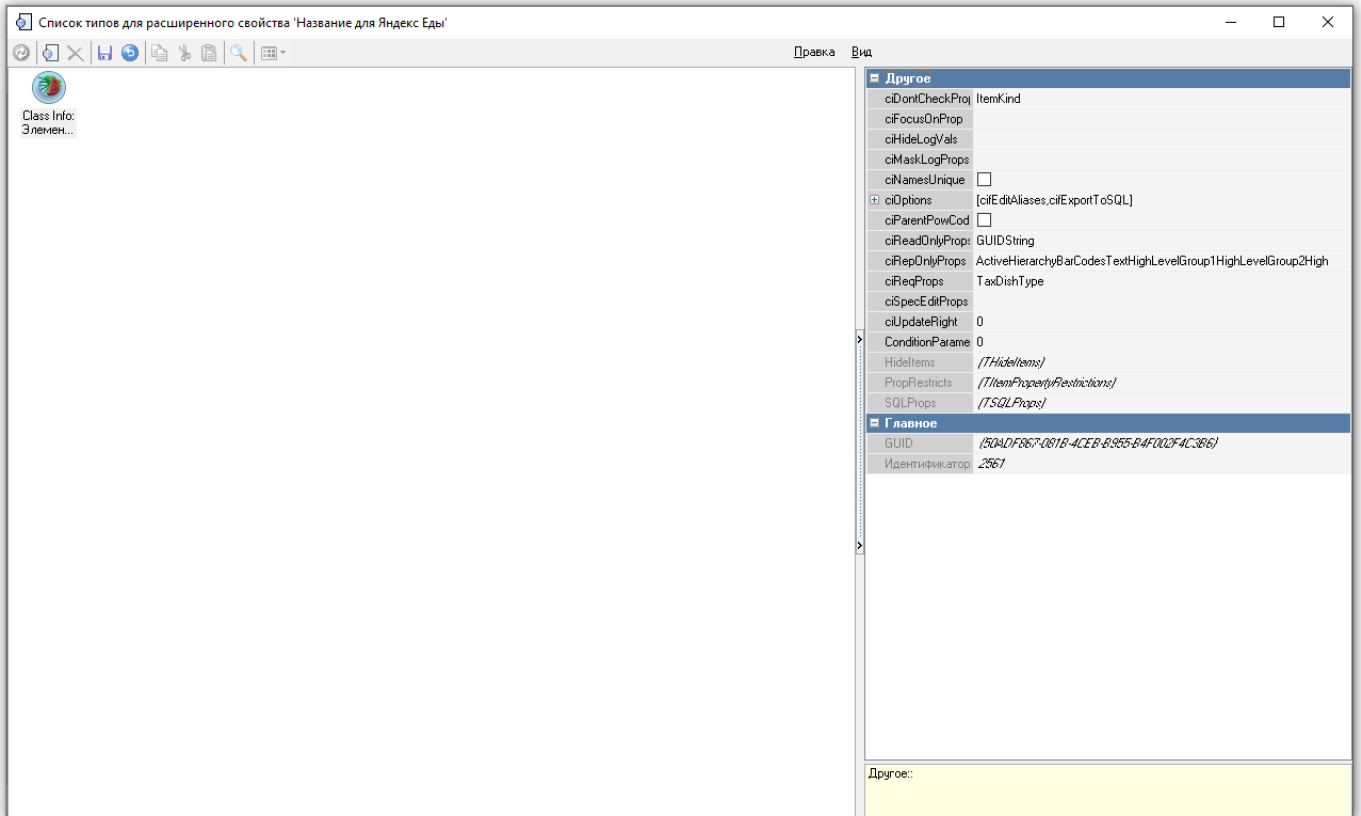 Список типов для расширенного свойства 'Название для Яндекс Еды'
Правка Вид
Class Info:
Элемен...
Другое
ciDontCheckProp ItemKind
ciFocusOnProp
ciHideLogVals
ciMaskLogProps
ciNamesUnique
ciOptions [cifEditAliases,cifExportToSQL]
ciParentPowCod
ciReadOnlyProps GUIDString
ciRepOnlyProps ActiveHierarchyBarCodesTextHighLevelGroup1HighLevelGroup2High
ciReqProps TaxDishType
ciSpecEditProps
ciUpdateRight 0
ConditionParame 0
HideItems (THideItems)
PropRestricts (TItemPropertyRestrictions)
SQLProps (TSQLProps)
Главное
GUID {50ADF867-081B-4CEB-B955-B4F002F4C3B6}
Идентификатор 2561
Другое::